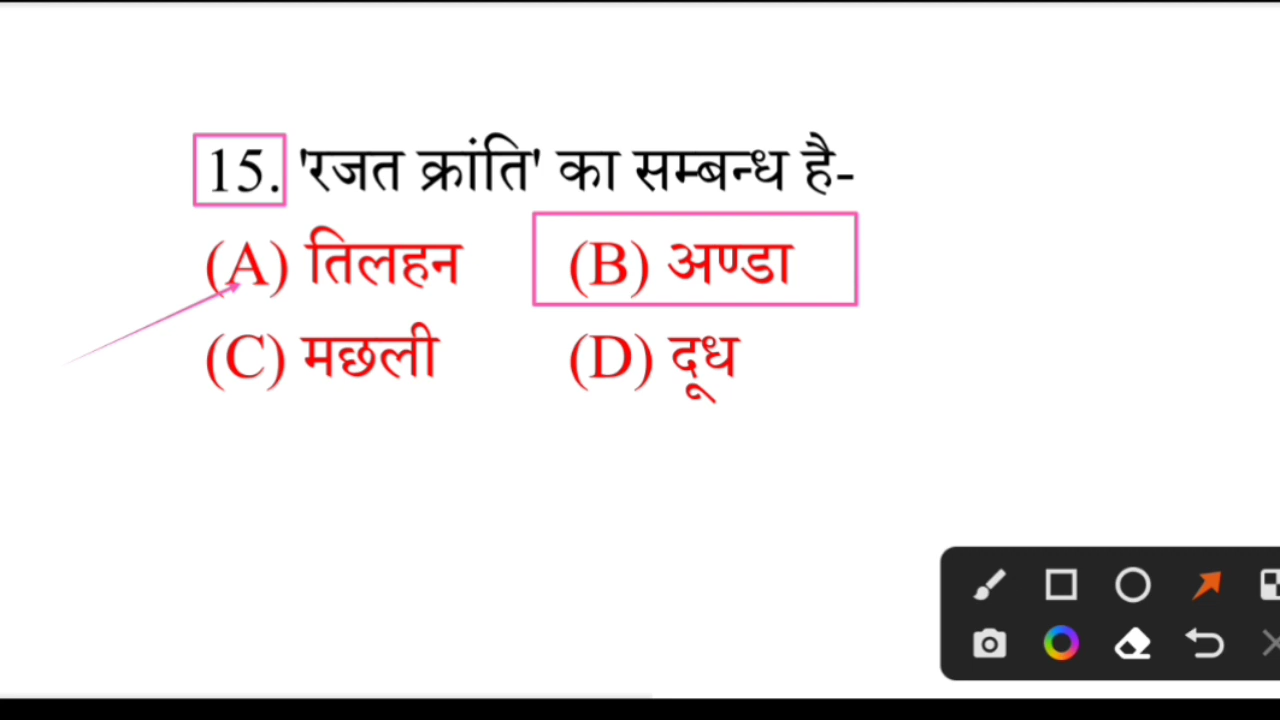 15. 'रजत क्रांति' का सम्बन्ध है-
(A) तिलहन (B) अण्डा
(C) मछली (D) दूध